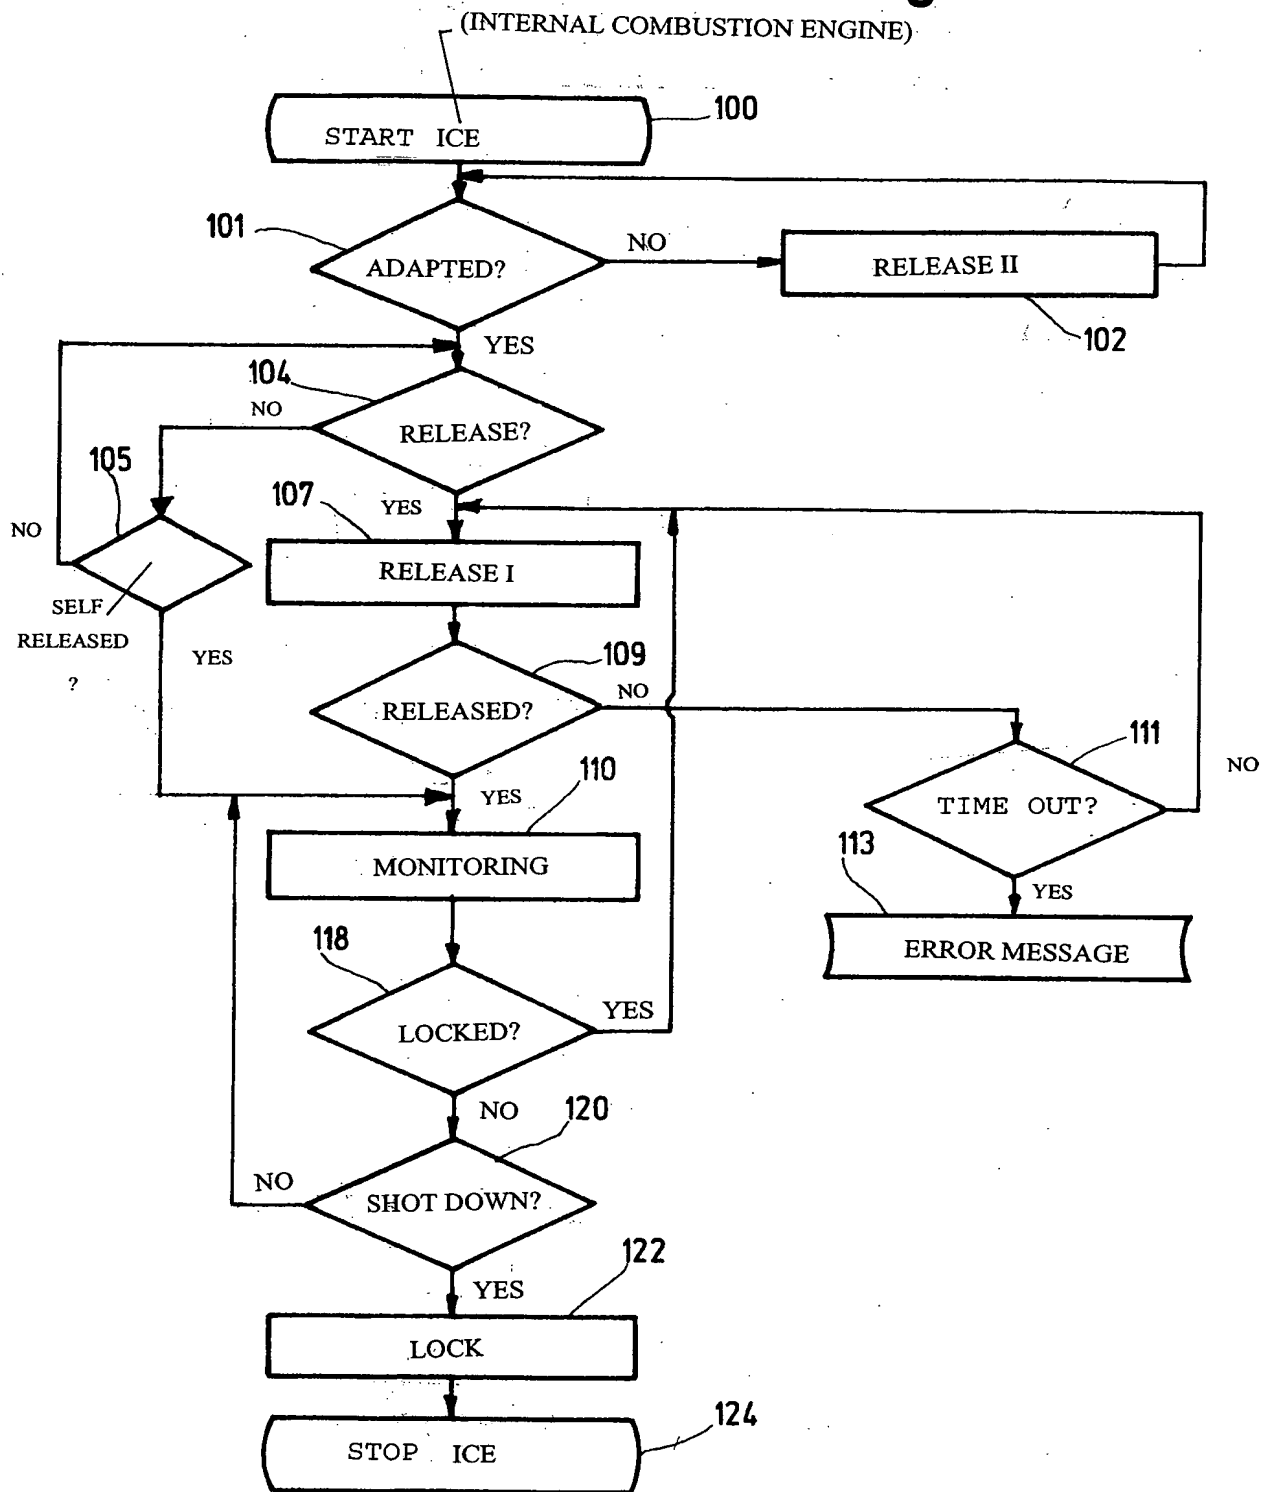 (INTERNAL COMBUSTION ENGINE)
100
START ICE
101
ADAPTED?
NO
RELEASE II
102
YES
104
NO
RELEASE?
105
107
YES
NO
RELEASE I
SELF
RELEASED
?
YES
109
RELEASED?
NO
111
NO
110
YES
TIME OUT?
MONITORING
113
YES
ERROR MESSAGE
118
YES
LOCKED?
NO
120
NO
SHOT DOWN?
122
YES
LOCK
124
STOP ICE